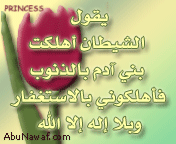 PRINCESS
يقول
الشيطان أهلكت
بني آدم بالذنوب
فأهلكوني بالاستغفار
وبلا إله إلا الله
AbuNawaf.com